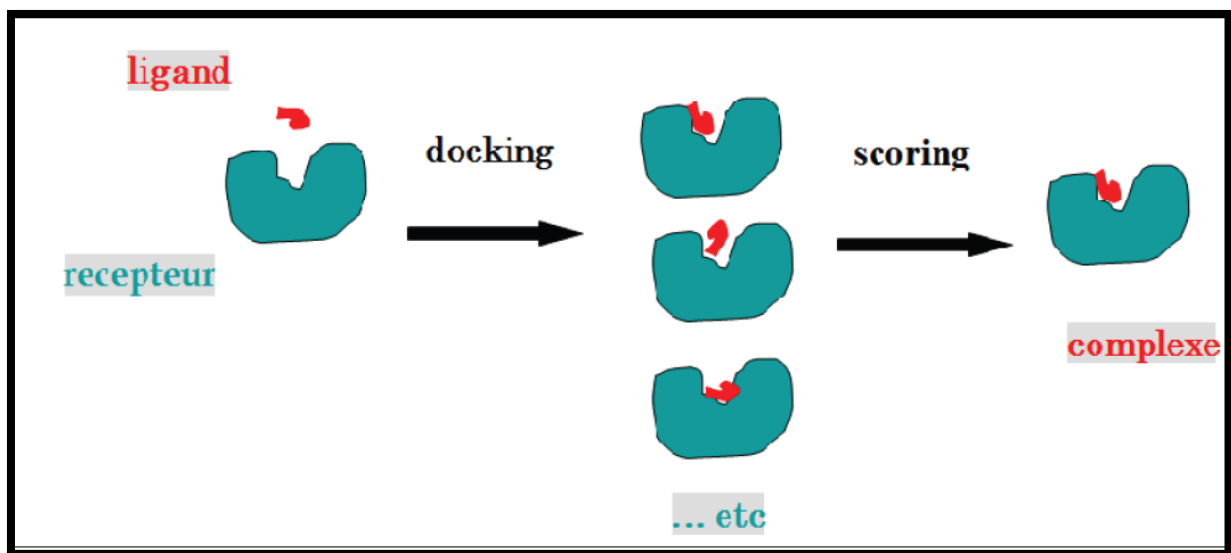 ligand
docking
scoring
recepteur
complexe
... etc